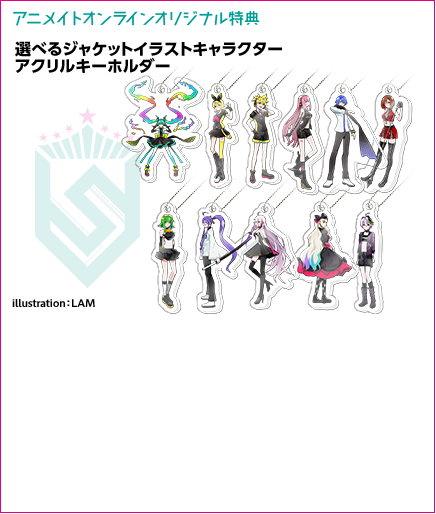 アニメイトオンラインオリジナル特典
選べるジャケットイラストキャラクター
アクリルキーホルダー
illustration：LAM